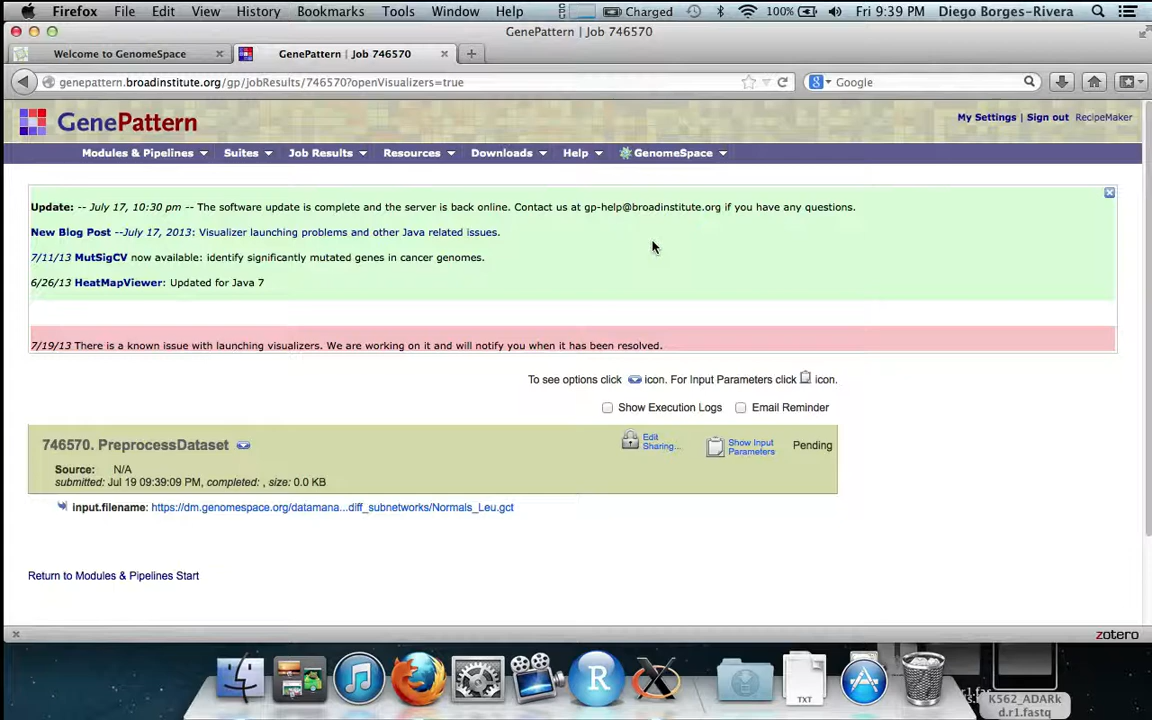 Firefox File Edit View History Bookmarks Tools Window Help Charged 100% Fri 9:39 PM Diego Borges-Rivera
GenePattern | Job 746570
Welcome to GenomeSpace × GenePattern | Job 746570 × +
genepattern.broadinstitute.org/gp/jobResults/746570?openVisualizers=true Google
GenePattern
My Settings | Sign out RecipeMaker
Modules & Pipelines Suites Job Results Resources Downloads Help GenomeSpace
Update: -- July 17, 10:30 pm -- The software update is complete and the server is back online. Contact us at gp-help@broadinstitute.org if you have any questions.
New Blog Post --July 17, 2013: Visualizer launching problems and other Java related issues.
7/11/13 MutSigCV now available: identify significantly mutated genes in cancer genomes.
6/26/13 HeatMapViewer: Updated for Java 7
7/19/13 There is a known issue with launching visualizers. We are working on it and will notify you when it has been resolved.
To see options click icon. For Input Parameters click icon.
Show Execution Logs Email Reminder
746570. PreprocessDataset Edit Sharing... Show Input Parameters Pending
Source: N/A
submitted: Jul 19 09:39:09 PM, completed: , size: 0.0 KB
input.filename: https://dm.genomespace.org/datamana...diff_subnetworks/Normals_Leu.gct
Return to Modules & Pipelines Start
zotero
R
TXT
K562_ADARk
d.r1.fastq